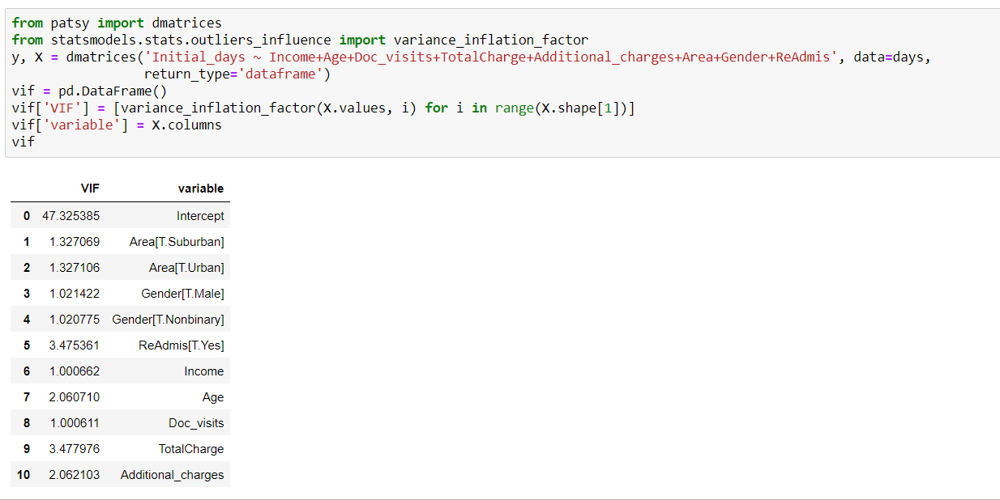 from patsy import dmatrices
from statsmodels.stats.outliers_influence import variance_inflation_factor
y, X = dmatrices('Initial_days ~ Income+Age+Doc_visits+TotalCharge+Additional_charges+Area+Gender+ReAdmis', data=days,
return_type='dataframe')
vif = pd.DataFrame()
vif['VIF'] = [variance_inflation_factor(X.values, i) for i in range(X.shape[1])]
vif['variable'] = X.columns
vif
VIF variable
0 47.325385 Intercept
1 1.327069 Area[T.Suburban]
2 1.327106 Area[T.Urban]
3 1.021422 Gender[T.Male]
4 1.020775 Gender[T.Nonbinary]
5 3.475361 ReAdmis[T.Yes]
6 1.000662 Income
7 2.060710 Age
8 1.000611 Doc_visits
9 3.477976 TotalCharge
10 2.062103 Additional_charges